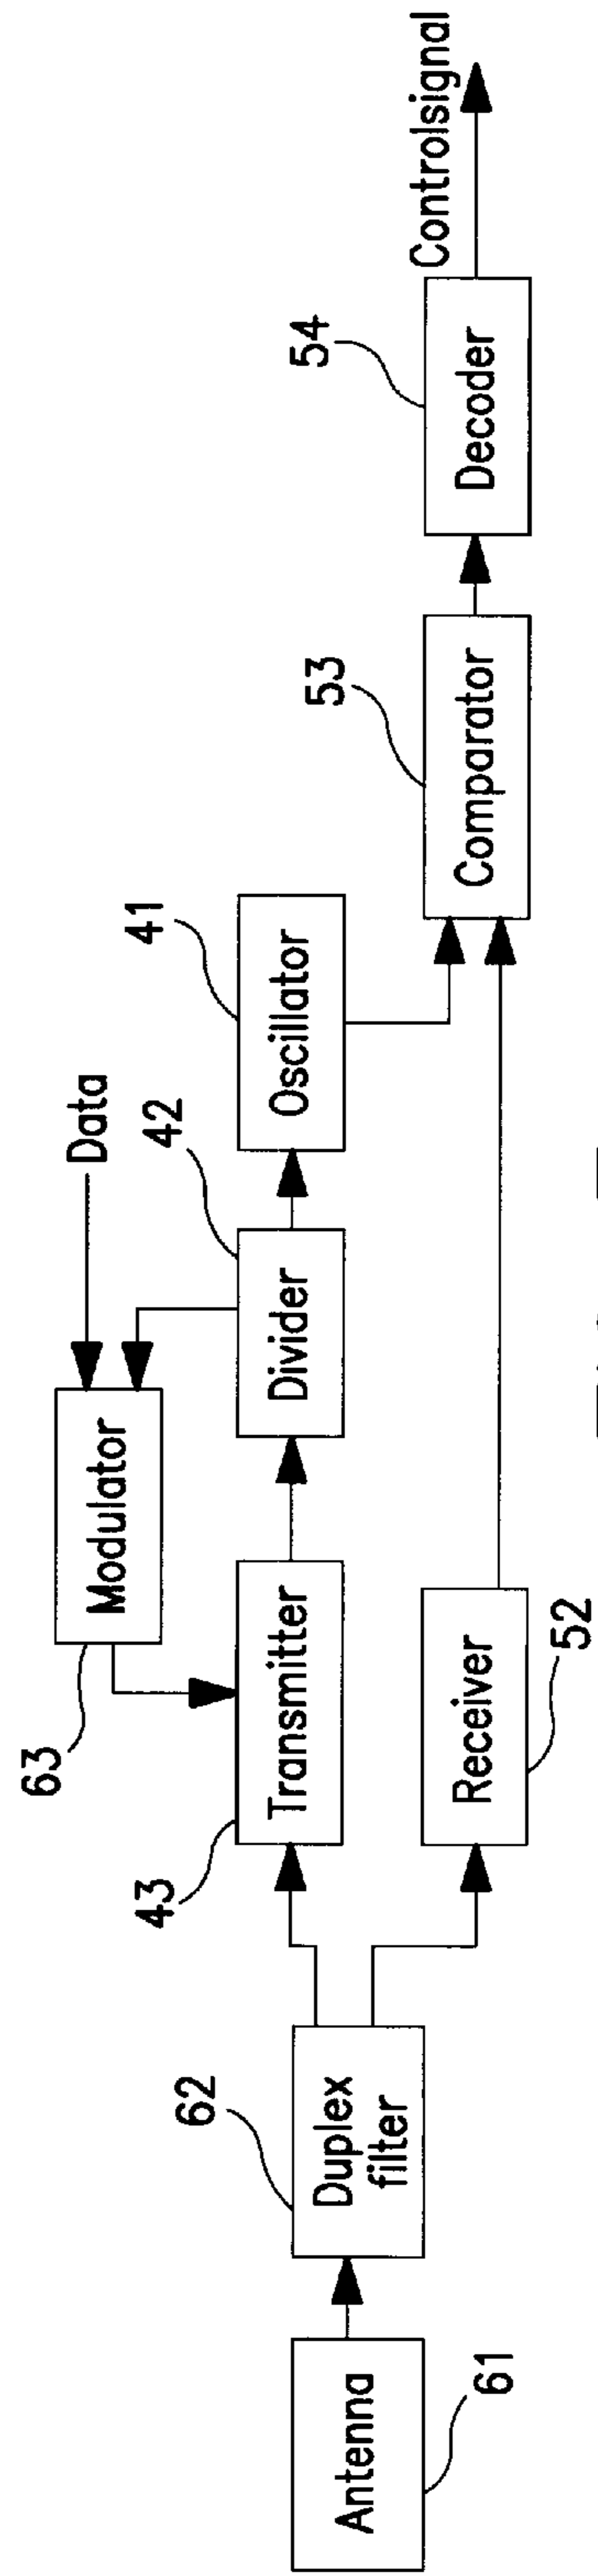 Antenna
61
Duplex
filter
62
Transmitter
43
Modulator
63
Data
Divider
42
Oscillator
41
Receiver
52
Comparator
53
Decoder
54
Controlsignal